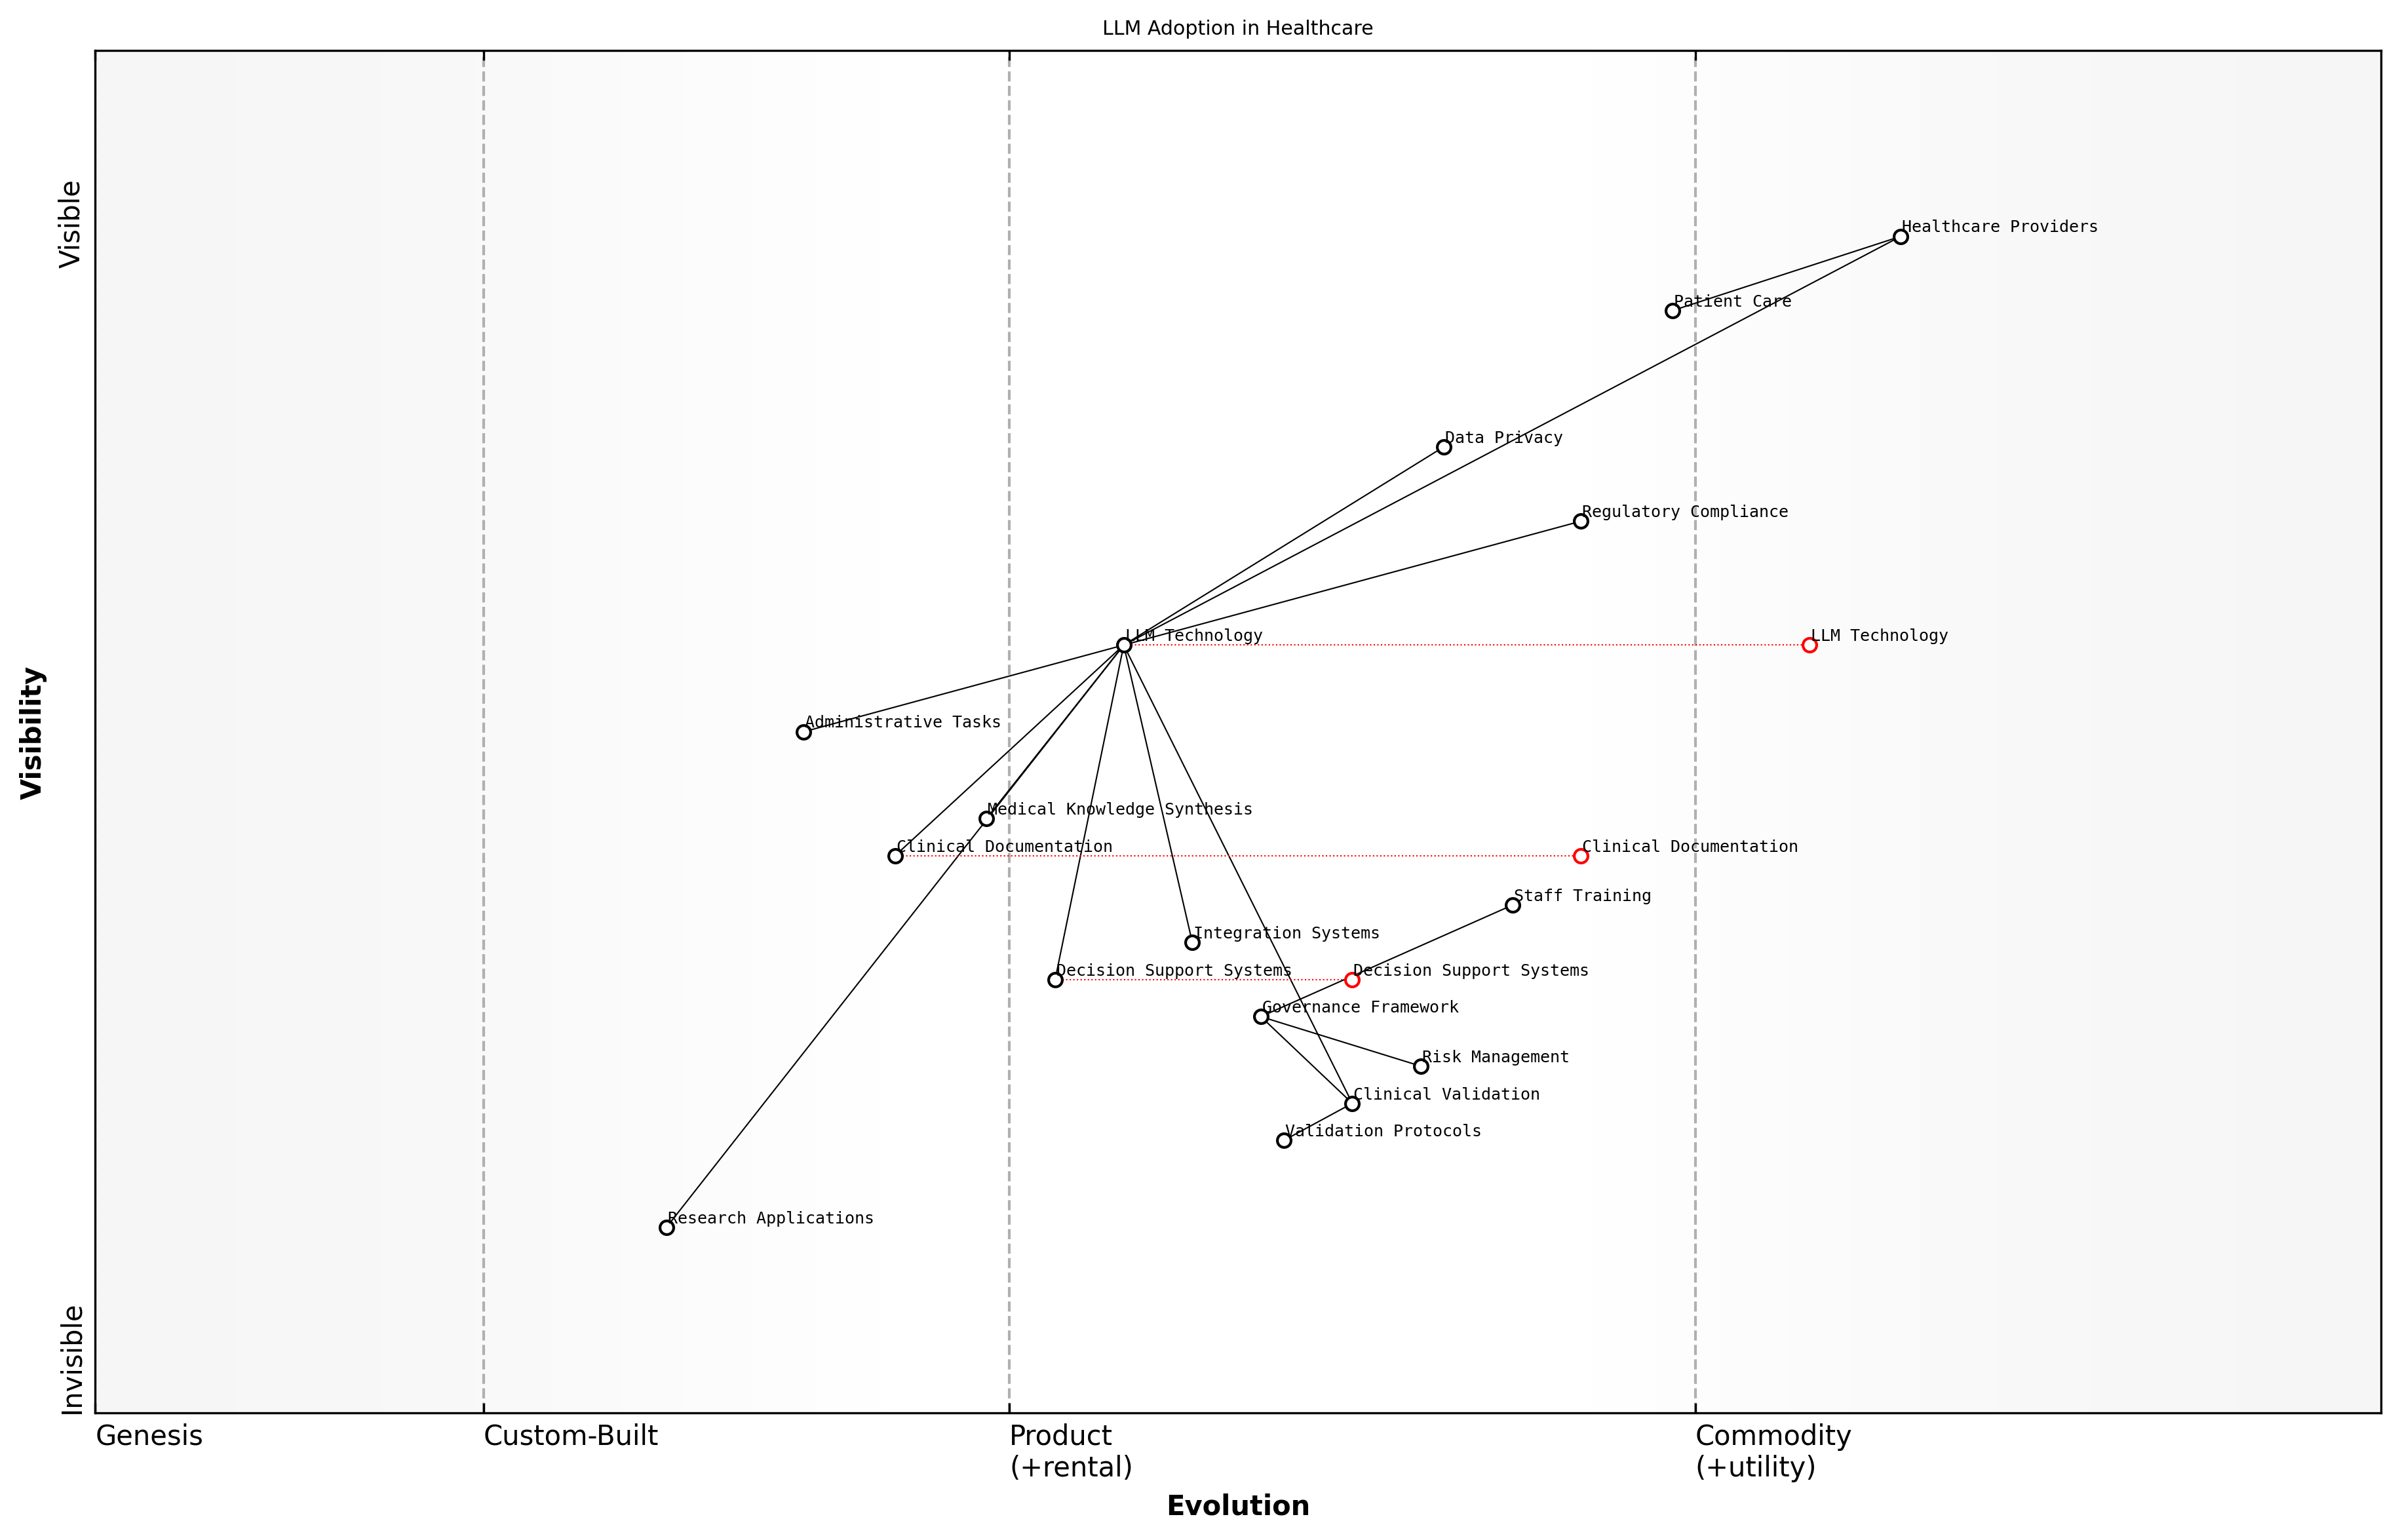 LLM Adoption in Healthcare
Visible
Healthcare Providers
Patient Care
Data Privacy
Regulatory Compliance
LLM Technology
LLM Technology
Visibility
Administrative Tasks
Medical Knowledge Synthesis
Clinical Documentation
Clinical Documentation
Staff Training
Integration Systems
Decision Support Systems
Decision Support Systems
Governance Framework
Risk Management
Clinical Validation
Validation Protocols
Research Applications
Invisible
Genesis
Custom-Built
Product
(+rental)
Commodity
(+utility)
Evolution